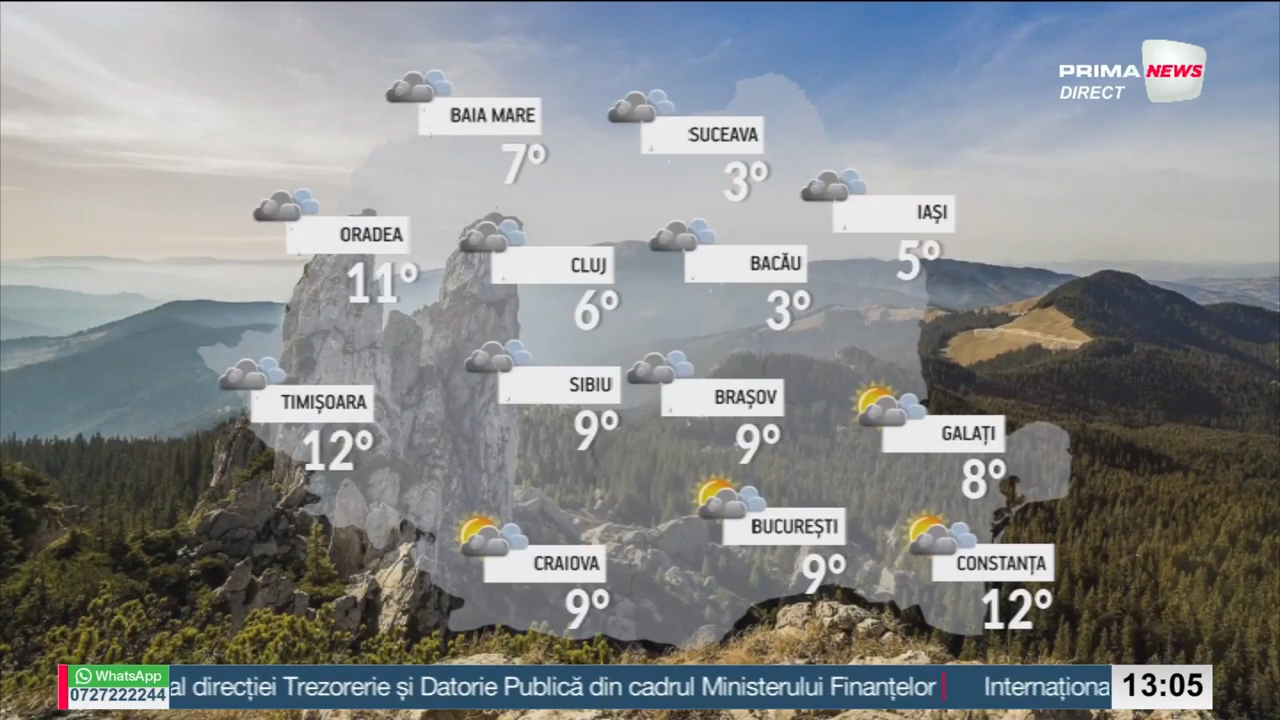 PRIMA NEWS
DIRECT
BAIA MARE
7°
SUCEAVA
3°
IAȘI
5°
ORADEA
11°
CLUJ
6°
BACĂU
3°
TIMIȘOARA
12°
SIBIU
9°
BRAȘOV
9°
GALAȚI
8°
CRAIOVA
9°
BUCUREȘTI
9°
CONSTANȚA
12°
WhatsApp
0727222244
al direcției Trezorerie și Datorie Publică din cadrul Ministerului Finanțelor | Internaționa
13:05